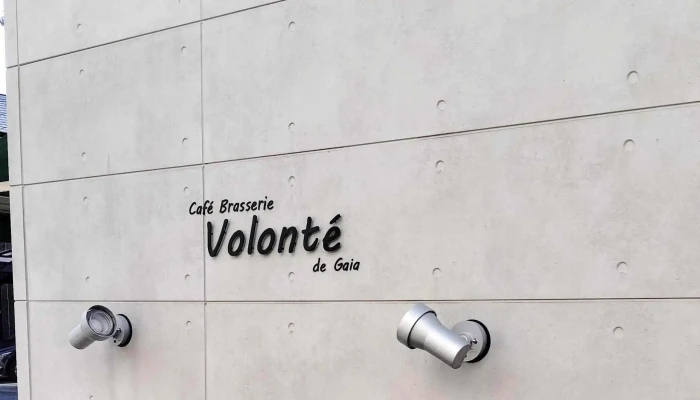 Café Brasserie
Volonté
de Gaia